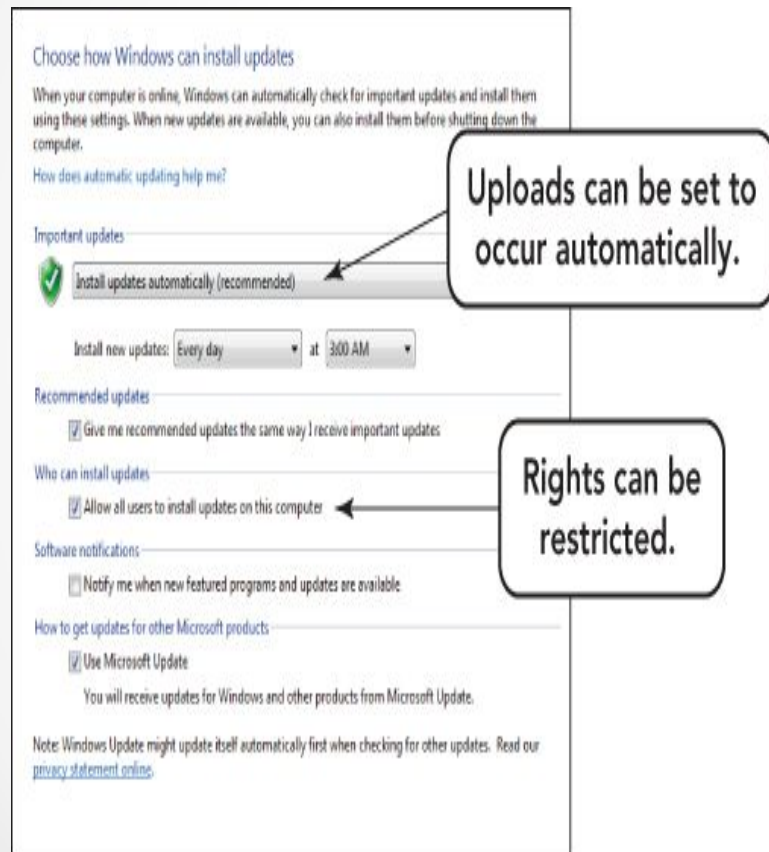 Choose how Windows can install updates
When your computer is online, Windows can automatically check for important updates and install them
using these settings. When new updates are available, you can also install them before shutting down the
computer.
How does automatic updating help me?
Uploads can be set to
occur automatically.
Important updates
Install updates automatically (recommended)
Install new updates: Every day at 3:00 AM
Recommended updates
Give me recommended updates the same way I receive important updates
Who can install updates
Allow all users to install updates on this computer
Rights can be
restricted.
Software notifications
Notify me when new featured programs and updates are available
How to get updates for other Microsoft products
Use Microsoft Update
You will receive updates for Windows and other products from Microsoft Update.
Note: Windows Update might update itself automatically first when checking for other updates. Read our
privacy statement online.